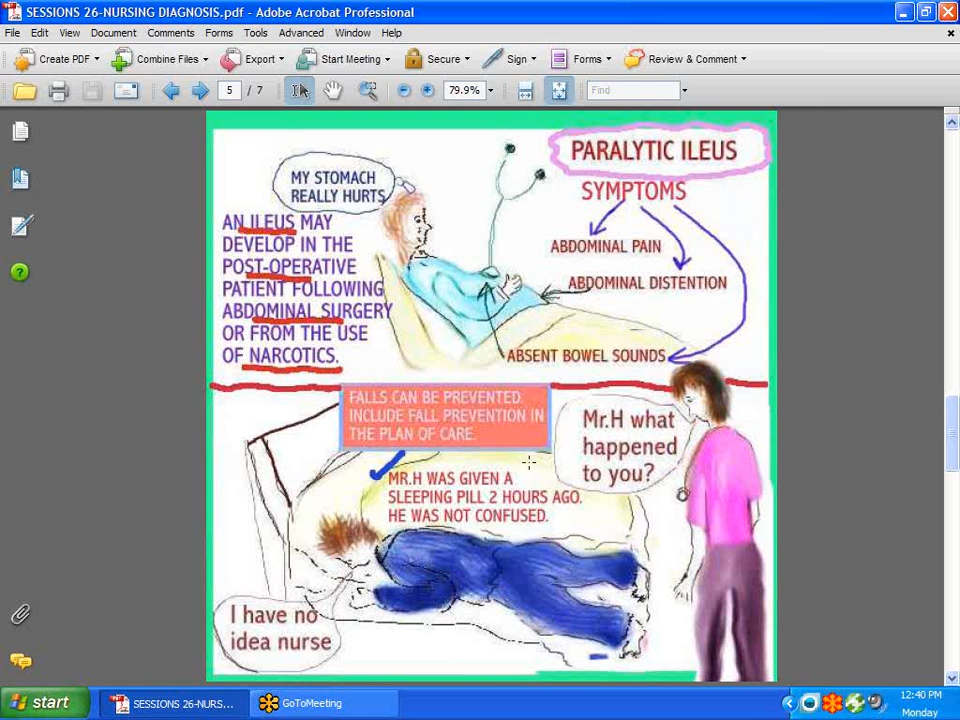 SESSIONS 26-NURSING DIAGNOSIS.pdf - Adobe Acrobat Professional
File Edit View Document Comments Forms Tools Advanced Window Help
Create PDF Combine Files Export Start Meeting Secure Sign Forms Review & Comment
5 / 7 79.9% Find
PARALYTIC ILEUS
SYMPTOMS
ABDOMINAL PAIN
ABDOMINAL DISTENTION
ABSENT BOWEL SOUNDS
MY STOMACH
REALLY HURTS
AN ILEUS MAY
DEVELOP IN THE
POST-OPERATIVE
PATIENT FOLLOWING
ABDOMINAL SURGERY
OR FROM THE USE
OF NARCOTICS.
FALLS CAN BE PREVENTED.
INCLUDE FALL PREVENTION IN
THE PLAN OF CARE.
Mr.H what
happened
to you?
MR.H WAS GIVEN A
SLEEPING PILL 2 HOURS AGO.
HE WAS NOT CONFUSED.
I have no
idea nurse
start SESSIONS 26-NURS... GoToMeeting 12:40 PM
Monday